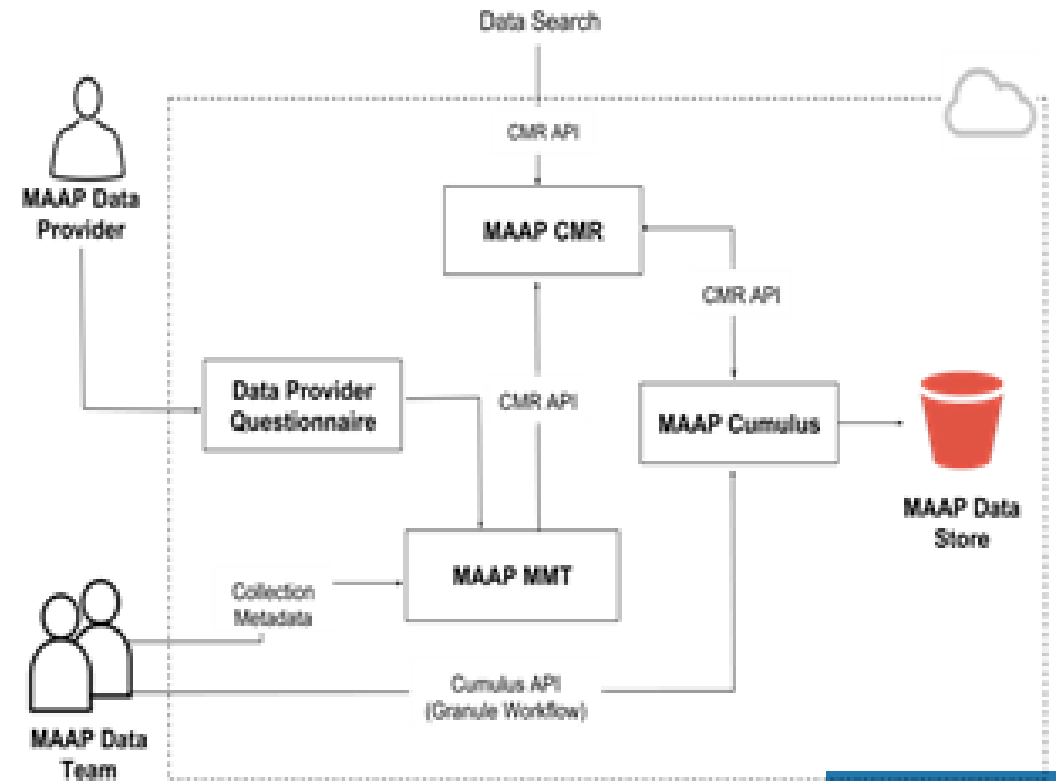 Data Search
CMR API
MAAP Data
Provider
MAAP CMR
CMR API
Data Provider
Questionnaire
CMR API
MAAP Cumulus
MAAP Data
Store
MAAP MMT
Collection
Metadata
Cumulus API
(Granule Workflow)
MAAP Data
Team